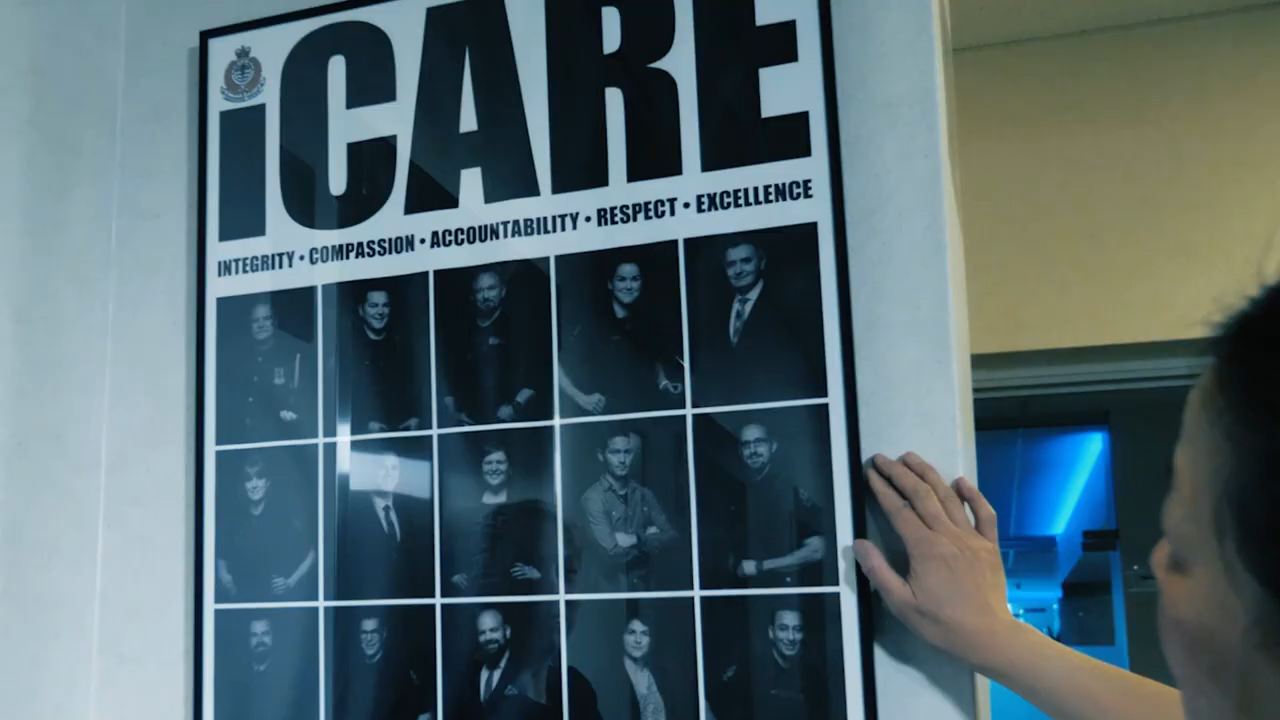 iCARE
INTEGRITY • COMPASSION • ACCOUNTABILITY • RESPECT • EXCELLENCE